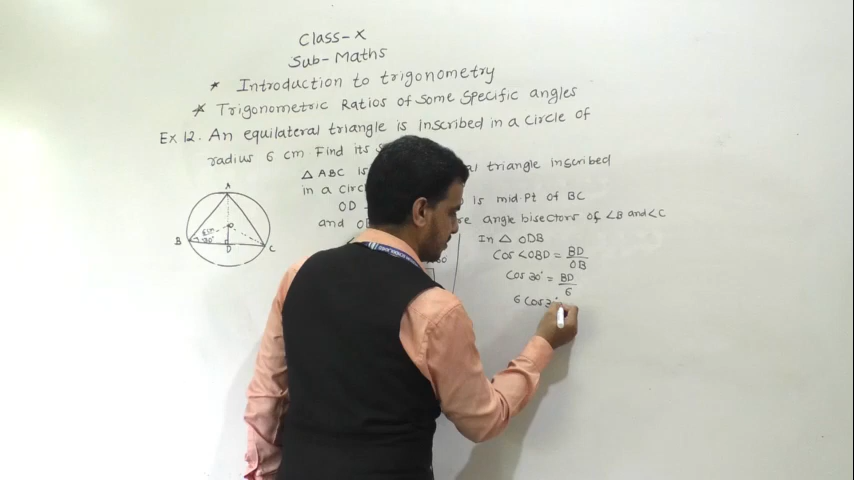 Class-X
Sub-Maths
* Introduction to trigonometry
* Trigonometric Ratios of Some Specific angles
Ex 12. An equilateral triangle is Inscribed in a Circle of
radius 6 cm. Find its
△ ABC is al triangle inscribed
in a circ
OD is mid-Pt of BC
and OB re angle bisectors of ∠B and ∠C
A
O
6cm
30°
B
D
C
In △ ODB
Cos ∠OBD = BD/OB
Cos 30° = BD/6
6 Cos 3